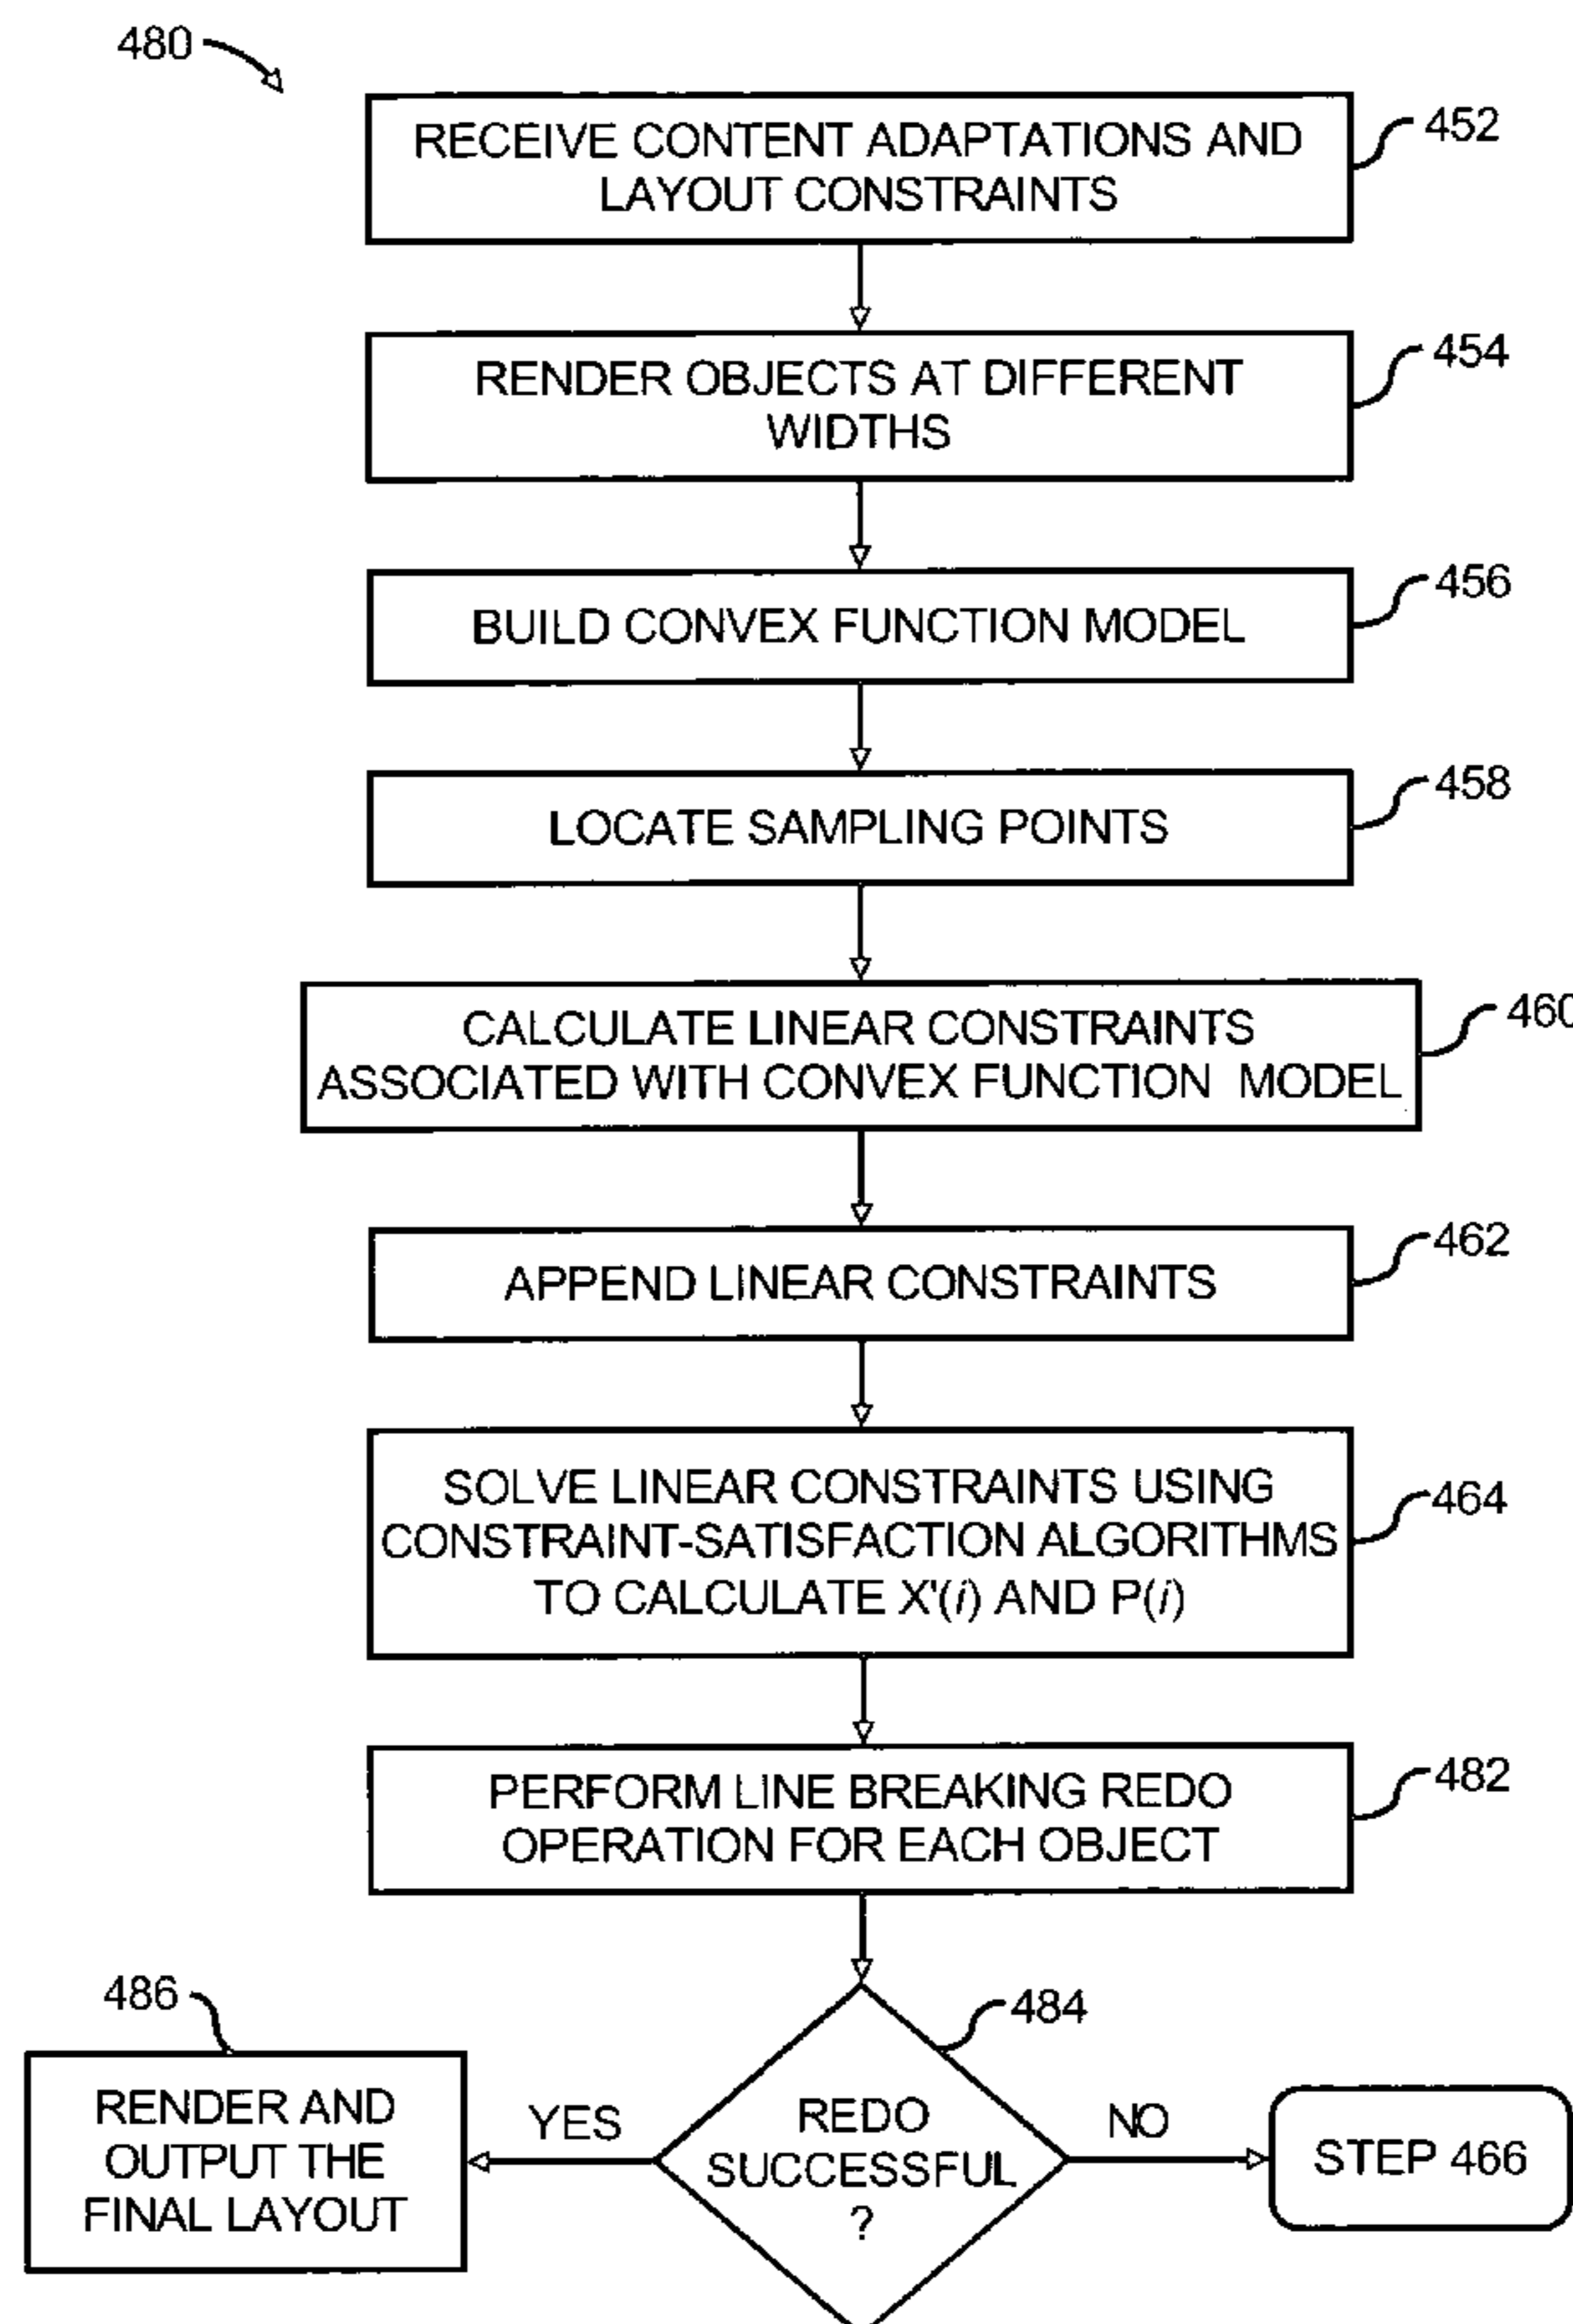 480
RECEIVE CONTENT ADAPTATIONS AND
LAYOUT CONSTRAINTS
452
RENDER OBJECTS AT DIFFERENT
WIDTHS
454
BUILD CONVEX FUNCTION MODEL
456
LOCATE SAMPLING POINTS
458
CALCULATE LINEAR CONSTRAINTS
ASSOCIATED WITH CONVEX FUNCTION MODEL
460
APPEND LINEAR CONSTRAINTS
462
SOLVE LINEAR CONSTRAINTS USING
CONSTRAINT-SATISFACTION ALGORITHMS
TO CALCULATE X'(i) AND P(i)
464
PERFORM LINE BREAKING REDO
OPERATION FOR EACH OBJECT
482
486
RENDER AND
OUTPUT THE
FINAL LAYOUT
YES
484
REDO
SUCCESSFUL
?
NO
STEP 466